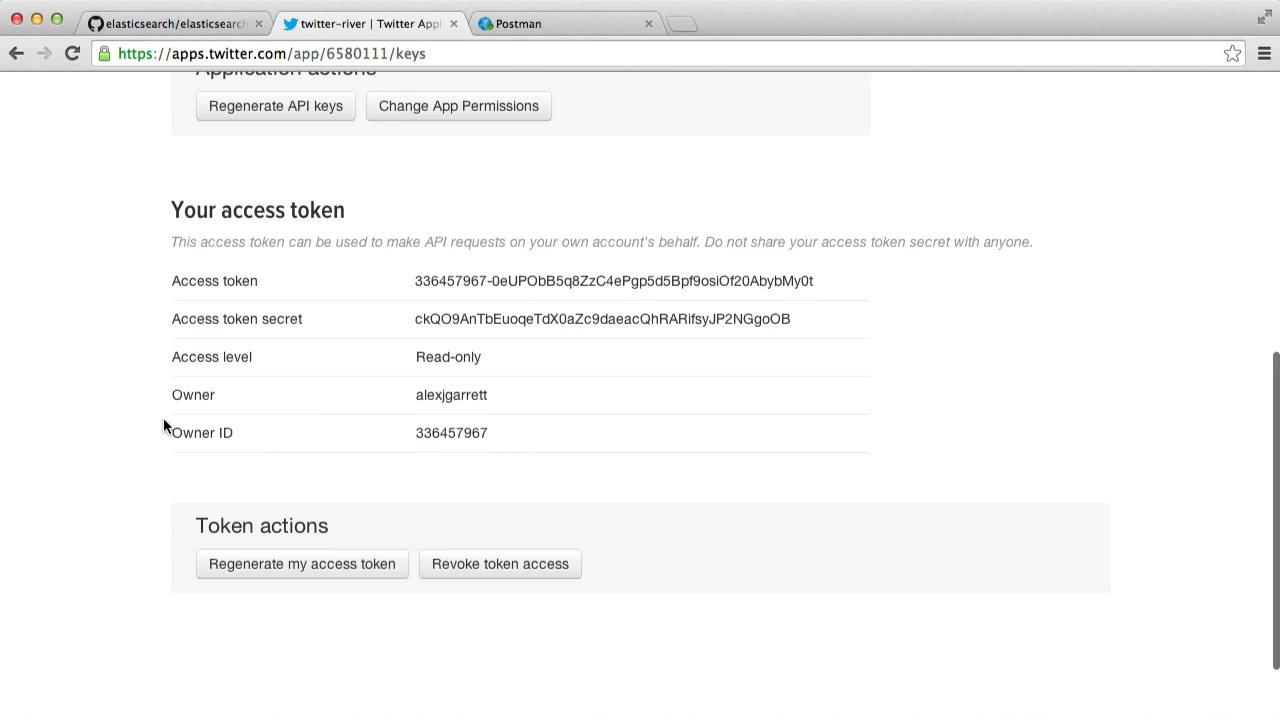 elasticsearch/elasticsearch
twitter-river | Twitter Appl
Postman
https://apps.twitter.com/app/6580111/keys
Application actions
Regenerate API keys
Change App Permissions
Your access token
This access token can be used to make API requests on your own account's behalf. Do not share your access token secret with anyone.
Access token 336457967-0eUPObB5q8ZzC4ePgp5d5Bpf9osiOf20AbybMy0t
Access token secret ckQO9AnTbEuoqeTdX0aZc9daeacQhRARifsyJP2NGgoOB
Access level Read-only
Owner alexjgarrett
Owner ID 336457967
Token actions
Regenerate my access token
Revoke token access